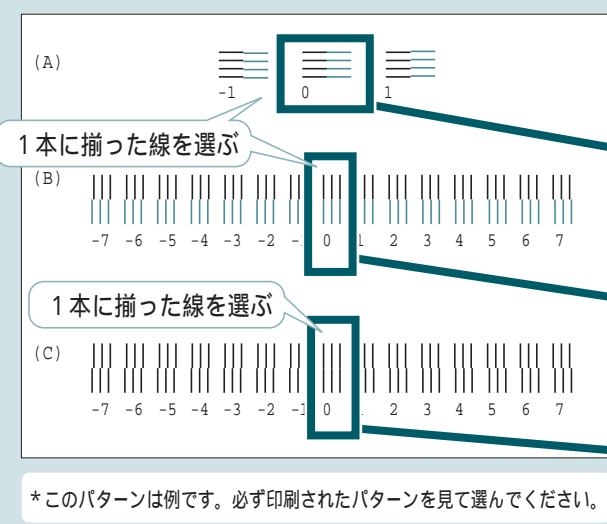 (A)
-1 0 1
1本に揃った線を選ぶ
(B)
-7 -6 -5 -4 -3 -2 -1 0 1 2 3 4 5 6 7
1本に揃った線を選ぶ
(C)
-7 -6 -5 -4 -3 -2 -1 0 2 3 4 5 6 7
*このパターンは例です。必ず印刷されたパターンを見て選んでください。